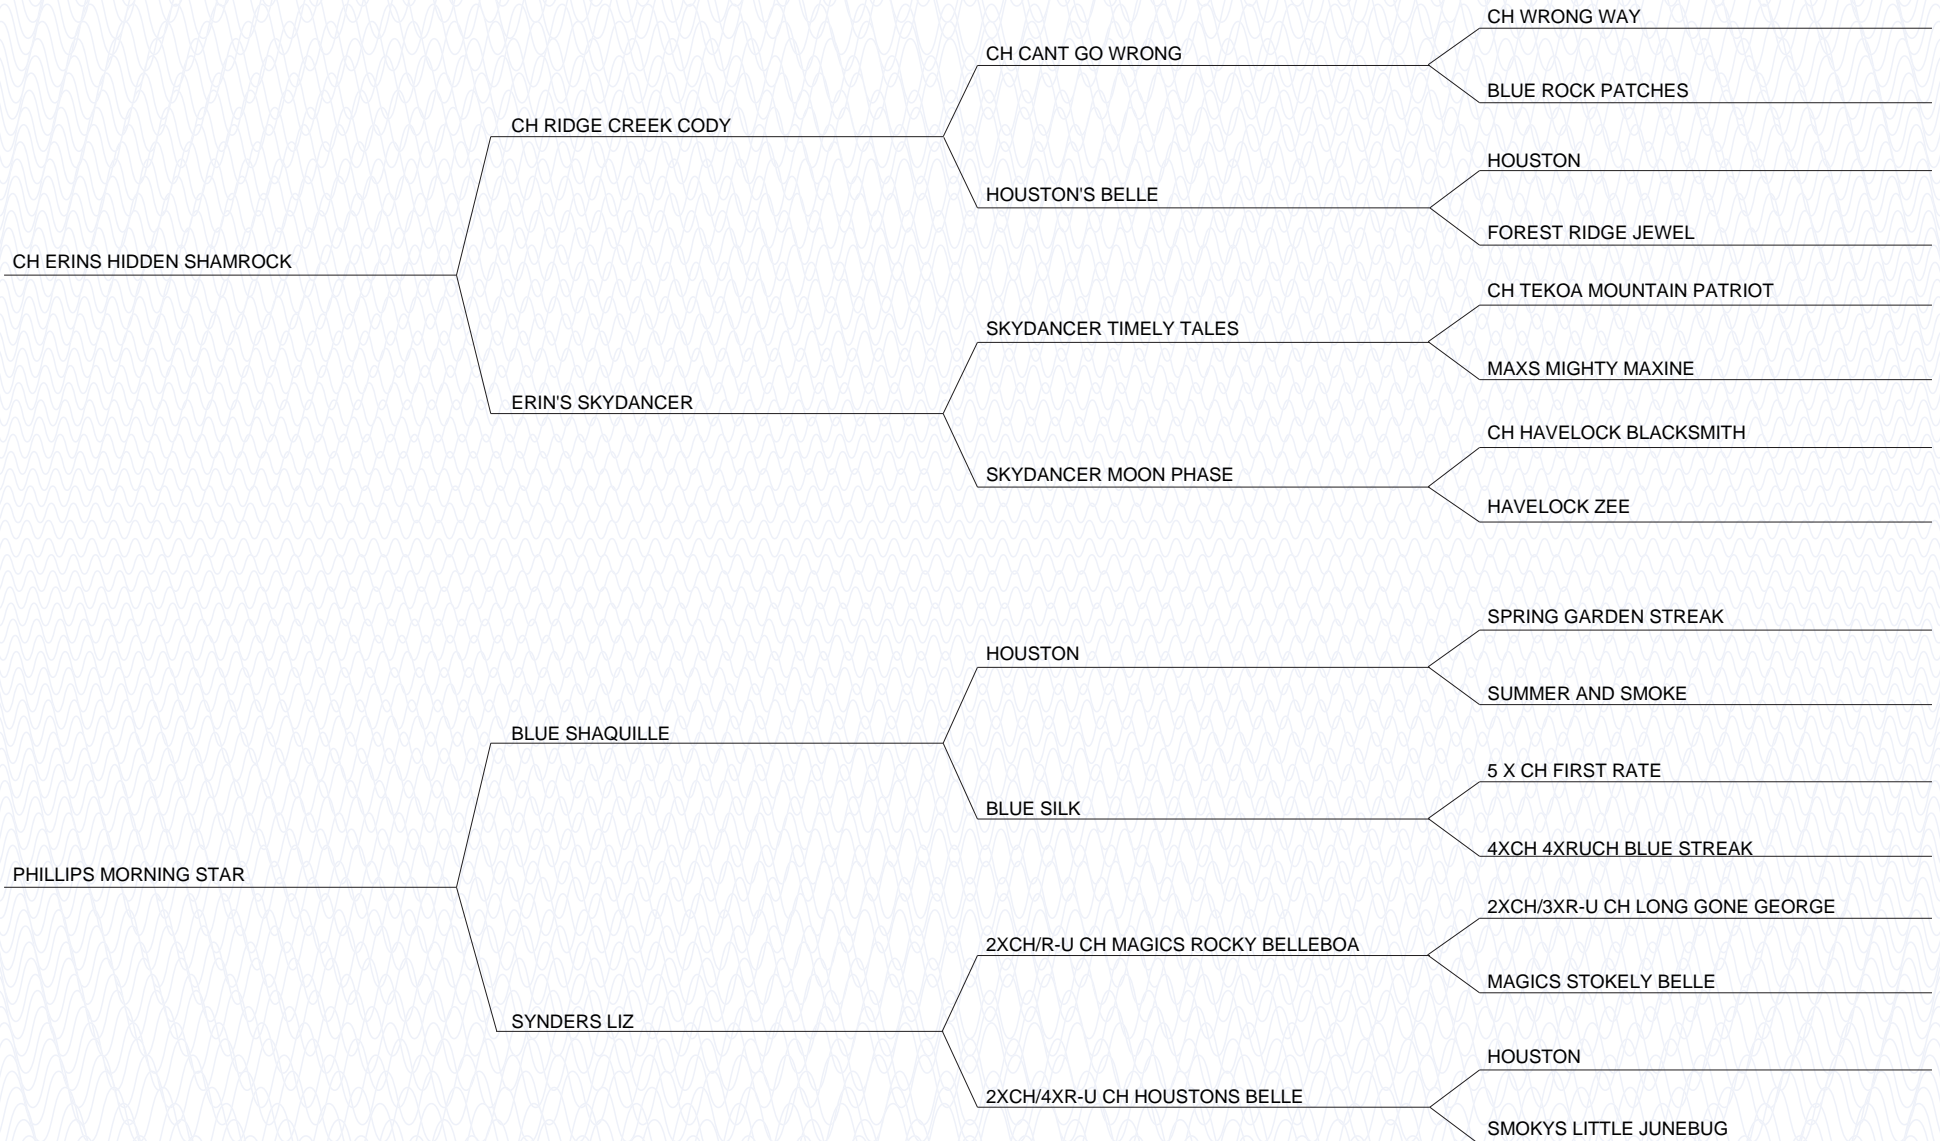 CH WRONG WAY
CH CANT GO WRONG
BLUE ROCK PATCHES
CH RIDGE CREEK CODY
HOUSTON
HOUSTON'S BELLE
FOREST RIDGE JEWEL
CH ERINS HIDDEN SHAMROCK
CH TEKOA MOUNTAIN PATRIOT
SKYDANCER TIMELY TALES
MAXS MIGHTY MAXINE
ERIN'S SKYDANCER
CH HAVELOCK BLACKSMITH
SKYDANCER MOON PHASE
HAVELOCK ZEE
SPRING GARDEN STREAK
HOUSTON
SUMMER AND SMOKE
BLUE SHAQUILLE
5 X CH FIRST RATE
BLUE SILK
4XCH 4XRUCH BLUE STREAK
PHILLIPS MORNING STAR
2XCH/3XR-U CH LONG GONE GEORGE
2XCH/R-U CH MAGICS ROCKY BELLEBOA
MAGICS STOKELY BELLE
SYNDERS LIZ
HOUSTON
2XCH/4XR-U CH HOUSTONS BELLE
SMOKYS LITTLE JUNEBUG